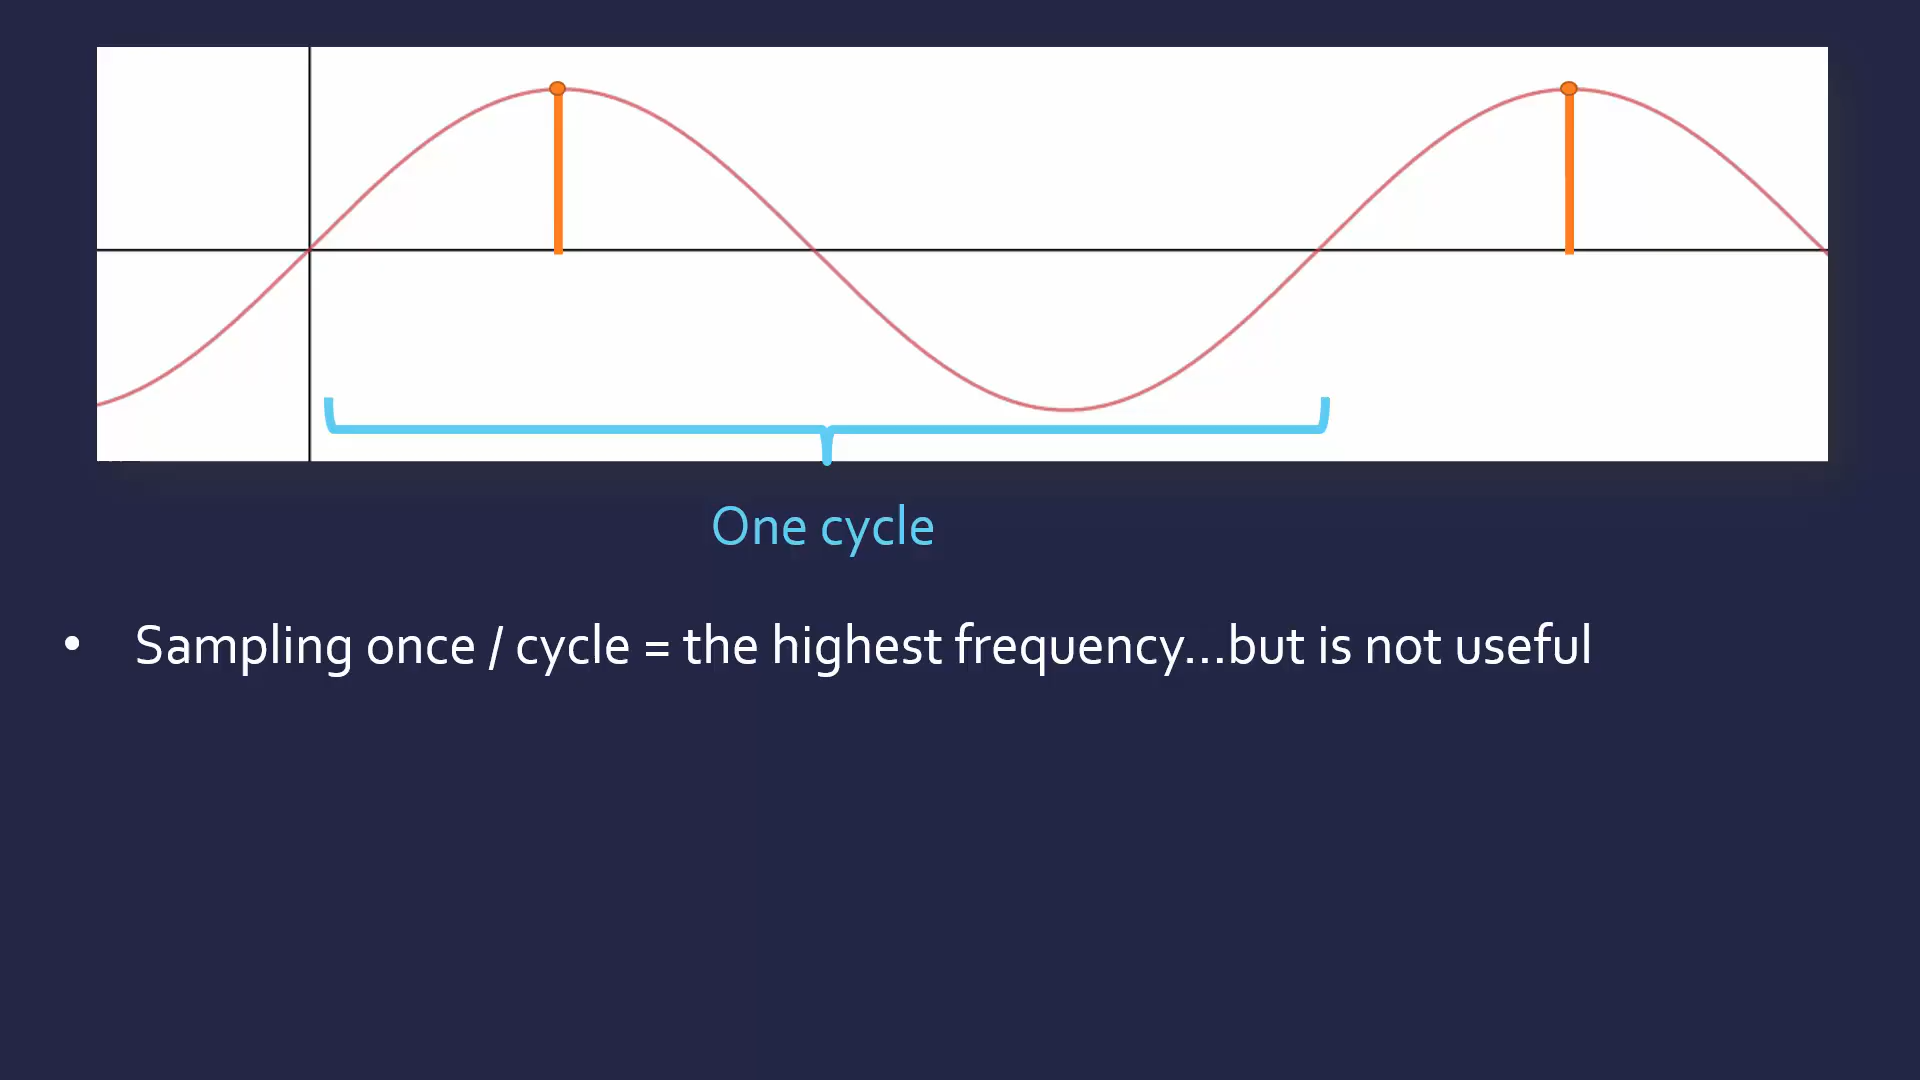 One cycle
• Sampling once / cycle = the highest frequency...but is not useful